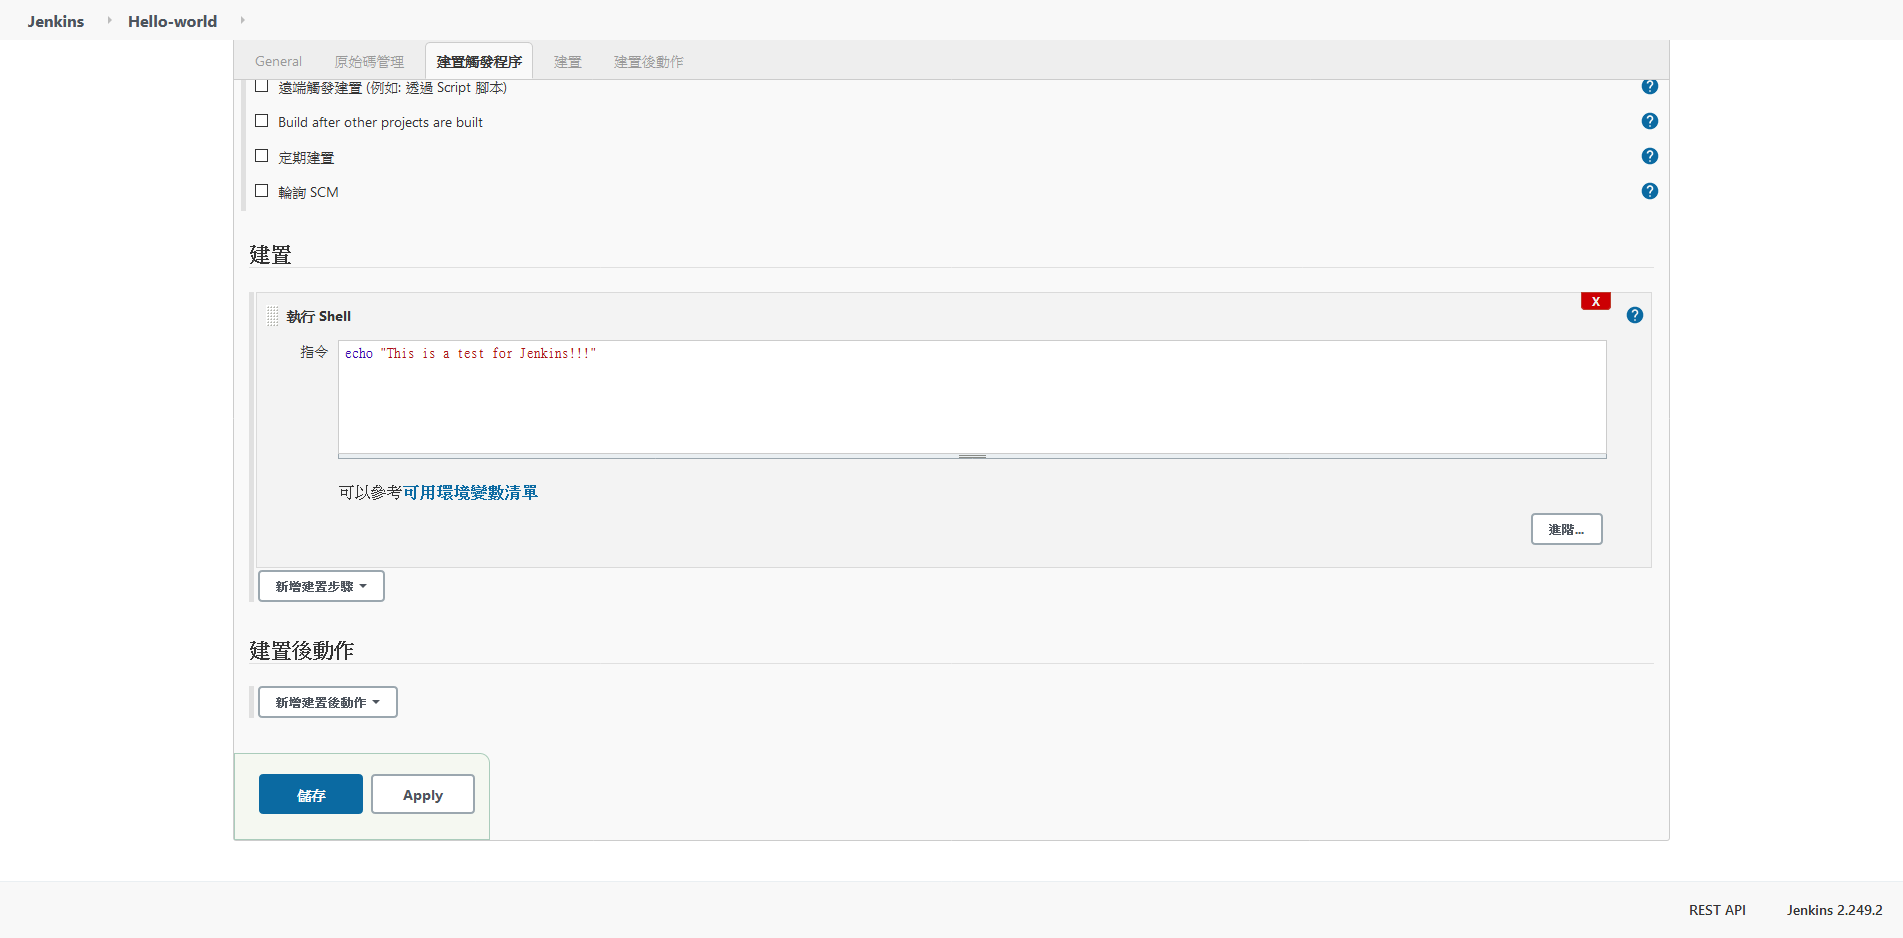 Jenkins Hello-world
General 原始碼管理 建置觸發程序 建置 建置後動作
遠端觸發建置 (例如: 透過 Script 腳本)
Build after other projects are built
定期建置
輪詢 SCM
建置
X
執行 Shell
指令 echo "This is a test for Jenkins!!!"
可以參考可用環境變數清單
進階...
新增建置步驟
建置後動作
新增建置後動作
儲存 Apply
REST API Jenkins 2.249.2